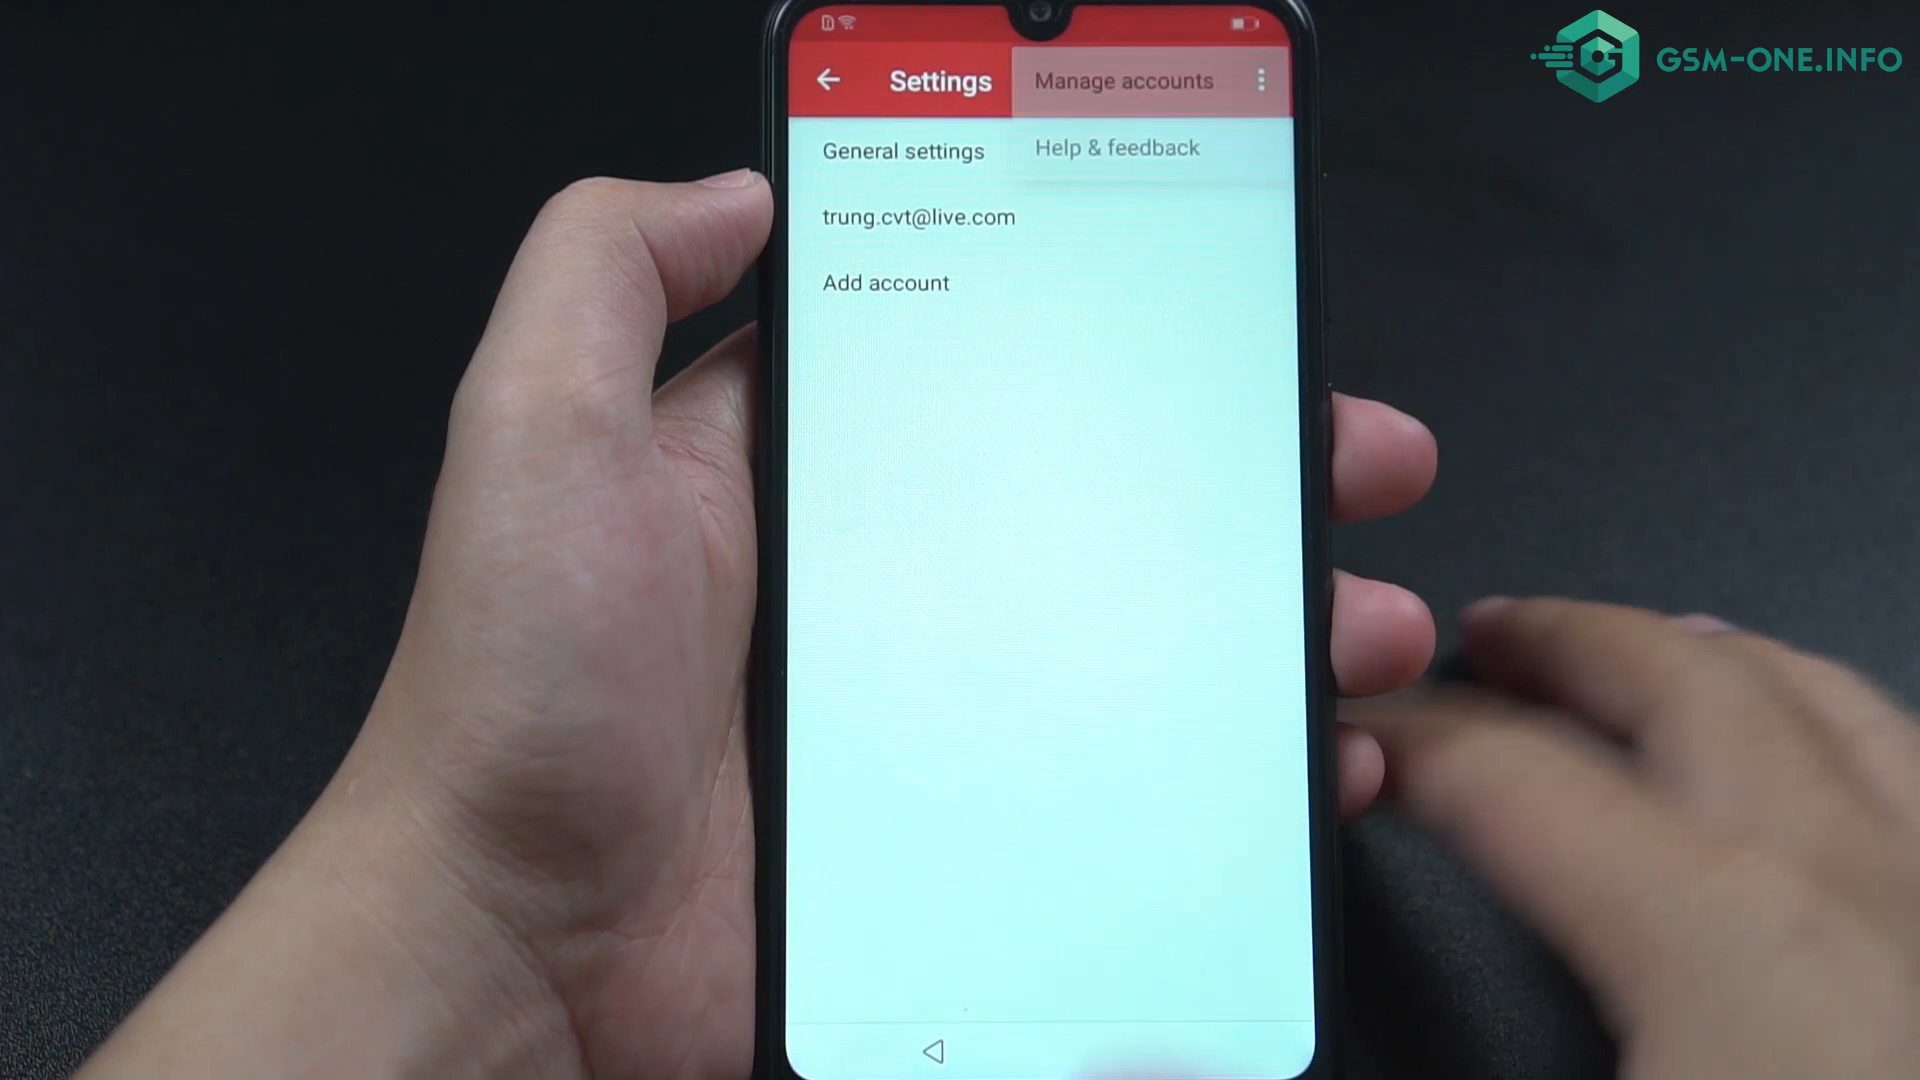 GSM-ONE.INFO
Settings
Manage accounts
General settings
Help & feedback
trung.cvt@live.com
Add account